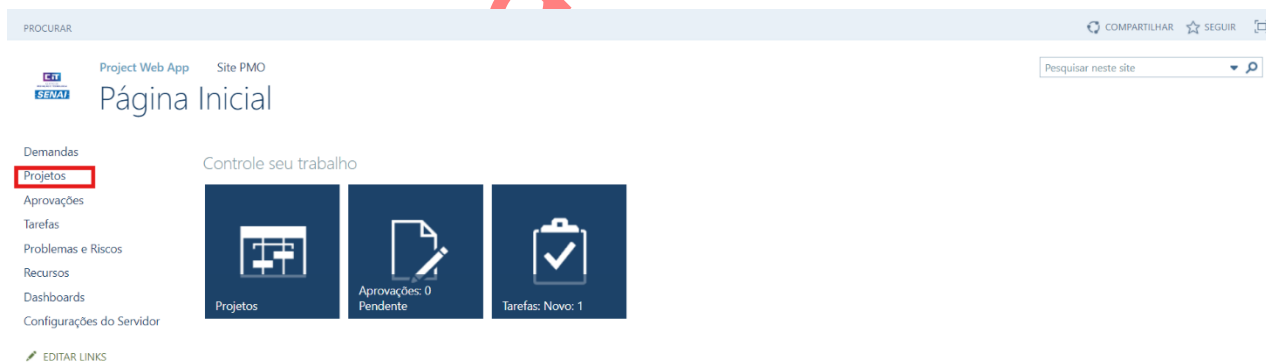 PROCURAR
COMPARTILHAR SEGUIR
CIT
SENAI
Project Web App Site PMO
Pesquisar neste site
Página Inicial
Demandas
Projetos
Aprovações
Tarefas
Problemas e Riscos
Recursos
Dashboards
Configurações do Servidor
EDITAR LINKS
Controle seu trabalho
Projetos
Aprovações: 0
Pendente
Tarefas: Novo: 1